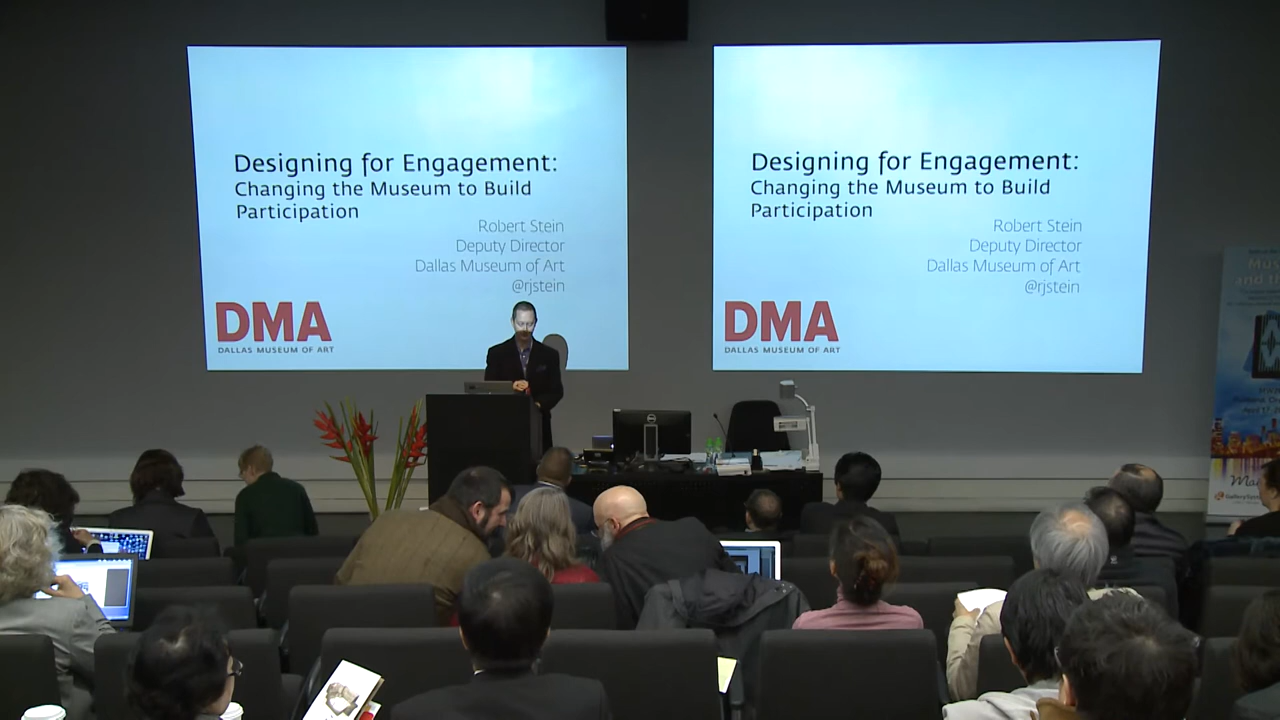 Designing for Engagement:
Changing the Museum to Build
Participation
Robert Stein
Deputy Director
Dallas Museum of Art
@rjstein
DMA
DALLAS MUSEUM OF ART
Designing for Engagement:
Changing the Museum to Build
Participation
Robert Stein
Deputy Director
Dallas Museum of Art
@rjstein
DMA
DALLAS MUSEUM OF ART